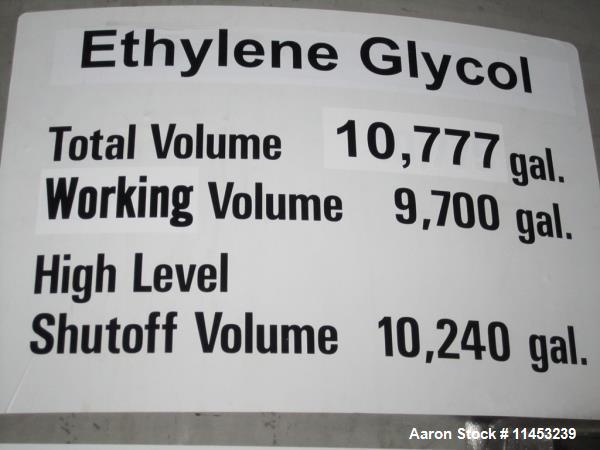 Ethylene Glycol
Total Volume 10,777 gal.
Working Volume 9,700 gal.
High Level
Shutoff Volume 10,240 gal.
Aaron Stock # 11453239